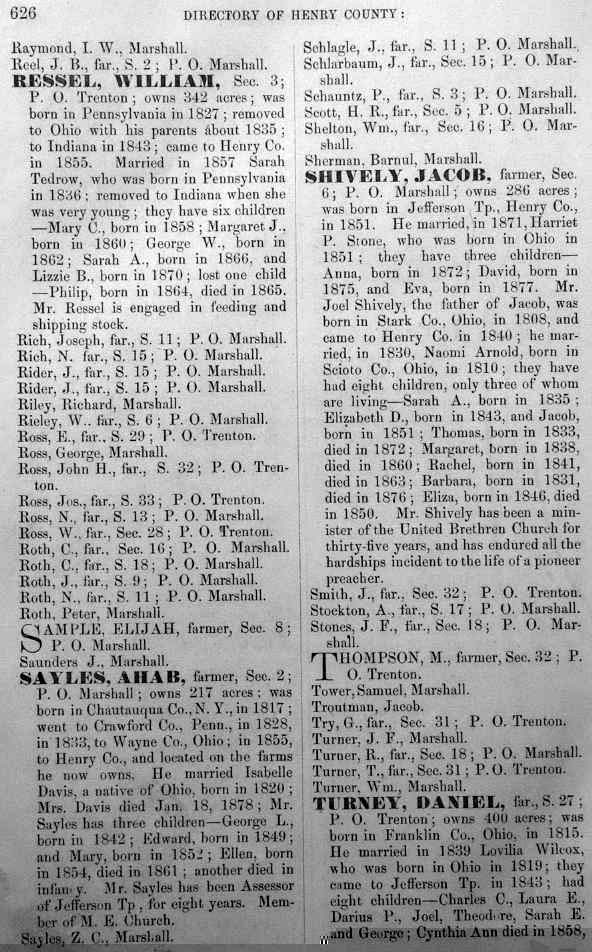 626
DIRECTORY OF HENRY COUNTY:
Raymond, I. W., Marshall.
Reel, J. B., far., S. 2; P. O. Marshall.
RESSEL, WILLIAM, Sec. 3;
P. O. Trenton; owns 342 acres; was
born in Pennsylvania in 1827; removed
to Ohio with his parents about 1835;
to Indiana in 1843; came to Henry Co.
in 1855. Married in 1857 Sarah
Tedrow, who was born in Pennsylvania
in 1836; removed to Indiana when she
was very young; they have six children
—Mary C., born in 1858; Margaret J.,
born in 1860; George W., born in
1862; Sarah A., born in 1866, and
Lizzie B., born in 1870; lost one child
—Philip, born in 1864, died in 1865.
Mr. Ressel is engaged in feeding and
shipping stock.
Rich, Joseph, far., S. 11; P. O. Marshall.
Rich, N. far., S. 15; P. O. Marshall.
Rider, J., far., S. 15; P. O. Marshall.
Rider, J., far., S. 15; P. O. Marshall.
Riley, Richard, Marshall.
Rieley, W.. far., S. 6; P. O. Marshall.
Ross, E., far., S. 29; P. O. Trenton.
Ross, George, Marshall.
Ross, John H., far., S. 32; P. O. Tren-
ton.
Ross, Jos., far., S. 33; P. O. Trenton.
Ross, N., far., S. 13; P. O. Marshall.
Ross, W., far., Sec. 28; P. O. Trenton.
Roth, C., far., Sec. 16; P. O. Marshall.
Roth, C., far., S. 18; P. O. Marshall.
Roth, J., far., S. 9; P. O. Marshall.
Roth, N., far., S. 11; P. O. Marshall.
Roth, Peter, Marshall.
SAMPLE, ELIJAH, farmer, Sec. 8;
P. O. Marshall.
Saunders J., Marshall.
SAYLES, AHAB, farmer, Sec. 2;
P. O. Marshall; owns 217 acres; was
born in Chautauqua Co., N. Y., in 1817;
went to Crawford Co., Penn., in 1828,
in 1833, to Wayne Co., Ohio; in 1855,
to Henry Co., and located on the farms
he now owns. He married Isabelle
Davis, a native of Ohio, born in 1820;
Mrs. Davis died Jan. 18, 1878; Mr.
Sayles has three children—George L.,
born in 1842; Edward, born in 1849;
and Mary, born in 1852; Ellen, born
in 1854, died in 1861; another died in
infancy. Mr. Sayles has been Assessor
of Jefferson Tp, for eight years. Mem-
ber of M. E. Church.
Sayles, Z. C., Marshall.
Schlagle, J., far., S. 11; P. O. Marshall.
Schlarbaum, J., far., Sec. 15; P. O. Mar-
shall.
Schauntz, P., far., S. 3; P. O. Marshall.
Scott, H. R., far., Sec. 5; P. O. Marshall.
Shelton, Wm., far., Sec. 16; P. O. Mar-
shall.
Sherman, Barnul, Marshall.
SHIVELY, JACOB, farmer, Sec.
6; P. O. Marshall; owns 286 acres;
was born in Jefferson Tp., Henry Co.,
in 1851. He married, in 1871, Harriet
P. Stone, who was born in Ohio in
1851; they have three children—
Anna, born in 1872; David, born in
1875, and Eva, born in 1877. Mr.
Joel Shively, the father of Jacob, was
born in Stark Co., Ohio, in 1808, and
came to Henry Co. in 1840; he mar-
ried, in 1830, Naomi Arnold, born in
Scioto Co., Ohio, in 1810; they have
had eight children, only three of whom
are living—Sarah A., born in 1835;
Elizabeth D., born in 1843, and Jacob,
born in 1851; Thomas, born in 1833,
died in 1872; Margaret, born in 1838,
died in 1860; Rachel, born in 1841,
died in 1863; Barbara, born in 1831,
died in 1876; Eliza, born in 1846, died
in 1850. Mr. Shively has been a min-
ister of the United Brethren Church for
thirty-five years, and has endured all the
hardships incident to the life of a pioneer
preacher.
Smith, J., far., Sec. 32; P. O. Trenton.
Stockton, A., far., S. 17; P. O. Marshall.
Stones, J. F., far., Sec. 18; P. O. Mar-
shall.
THOMPSON, M., farmer, Sec. 32; P.
O. Trenton.
Tower, Samuel, Marshall.
Troutman, Jacob.
Try, G., far., Sec. 31; P. O. Trenton.
Turner, J. F., Marshall.
Turner, R., far., Sec. 18; P. O. Marshall.
Turner, T., far., Sec. 31; P. O. Trenton.
Turner, Wm., Marshall.
TURNEY, DANIEL, far., S. 27;
P. O. Trenton; owns 400 acres; was
born in Franklin Co., Ohio, in 1815.
He married in 1839 Lovilia Wilcox,
who was born in Ohio in 1819; they
came to Jefferson Tp. in 1843; had
eight children—Charles C., Laura E.,
Darius P., Joel, Theodore, Sarah E.
and George; Cynthia Ann died in 1858,